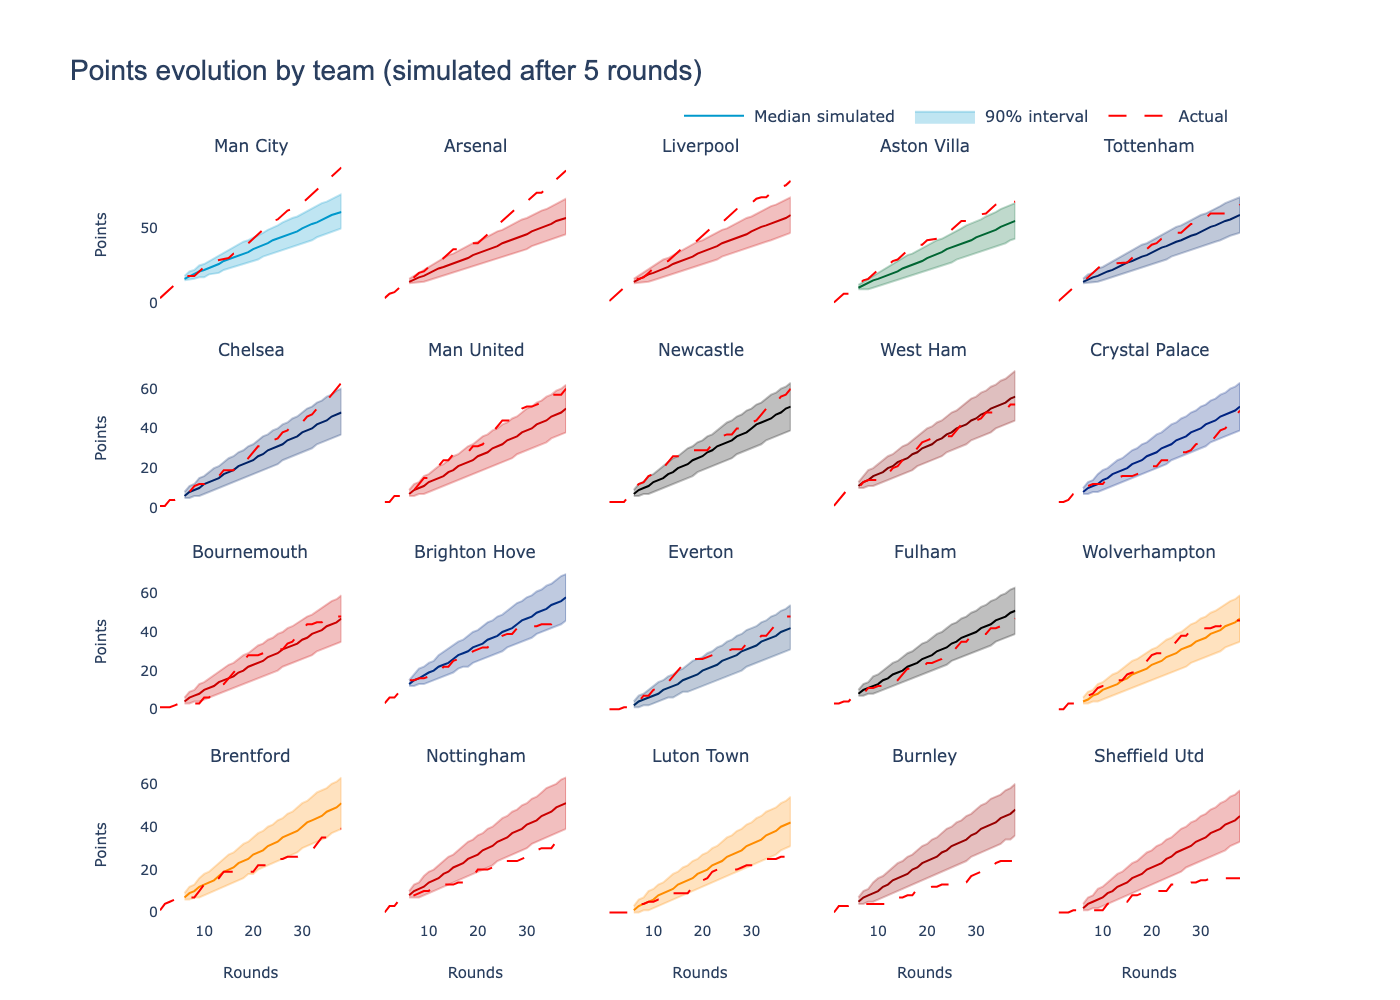 Points evolution by team (simulated after 5 rounds)
Median simulated 90% interval Actual
Man City Arsenal Liverpool Aston Villa Tottenham
50
0
Points
Chelsea Man United Newcastle West Ham Crystal Palace
60
40
20
0
Points
Bournemouth Brighton Hove Everton Fulham Wolverhampton
60
40
20
0
Points
Brentford Nottingham Luton Town Burnley Sheffield Utd
60
40
20
0
Points
10 20 30 10 20 30 10 20 30 10 20 30 10 20 30
Rounds Rounds Rounds Rounds Rounds